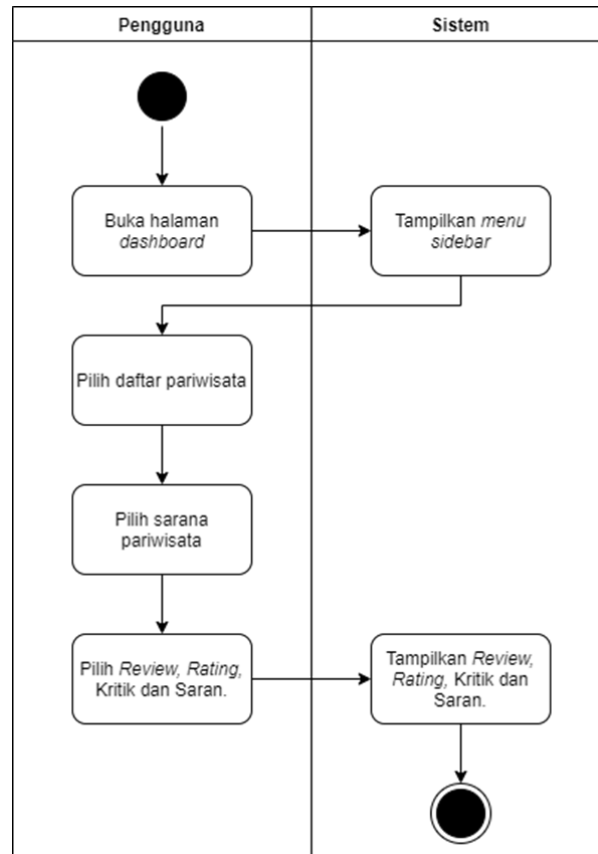 Pengguna
Sistem
Buka halaman
dashboard
Tampilkan menu
sidebar
Pilih daftar pariwisata
Pilih sarana
pariwisata
Pilih Review, Rating,
Kritik dan Saran.
Tampilkan Review,
Rating, Kritik dan
Saran.